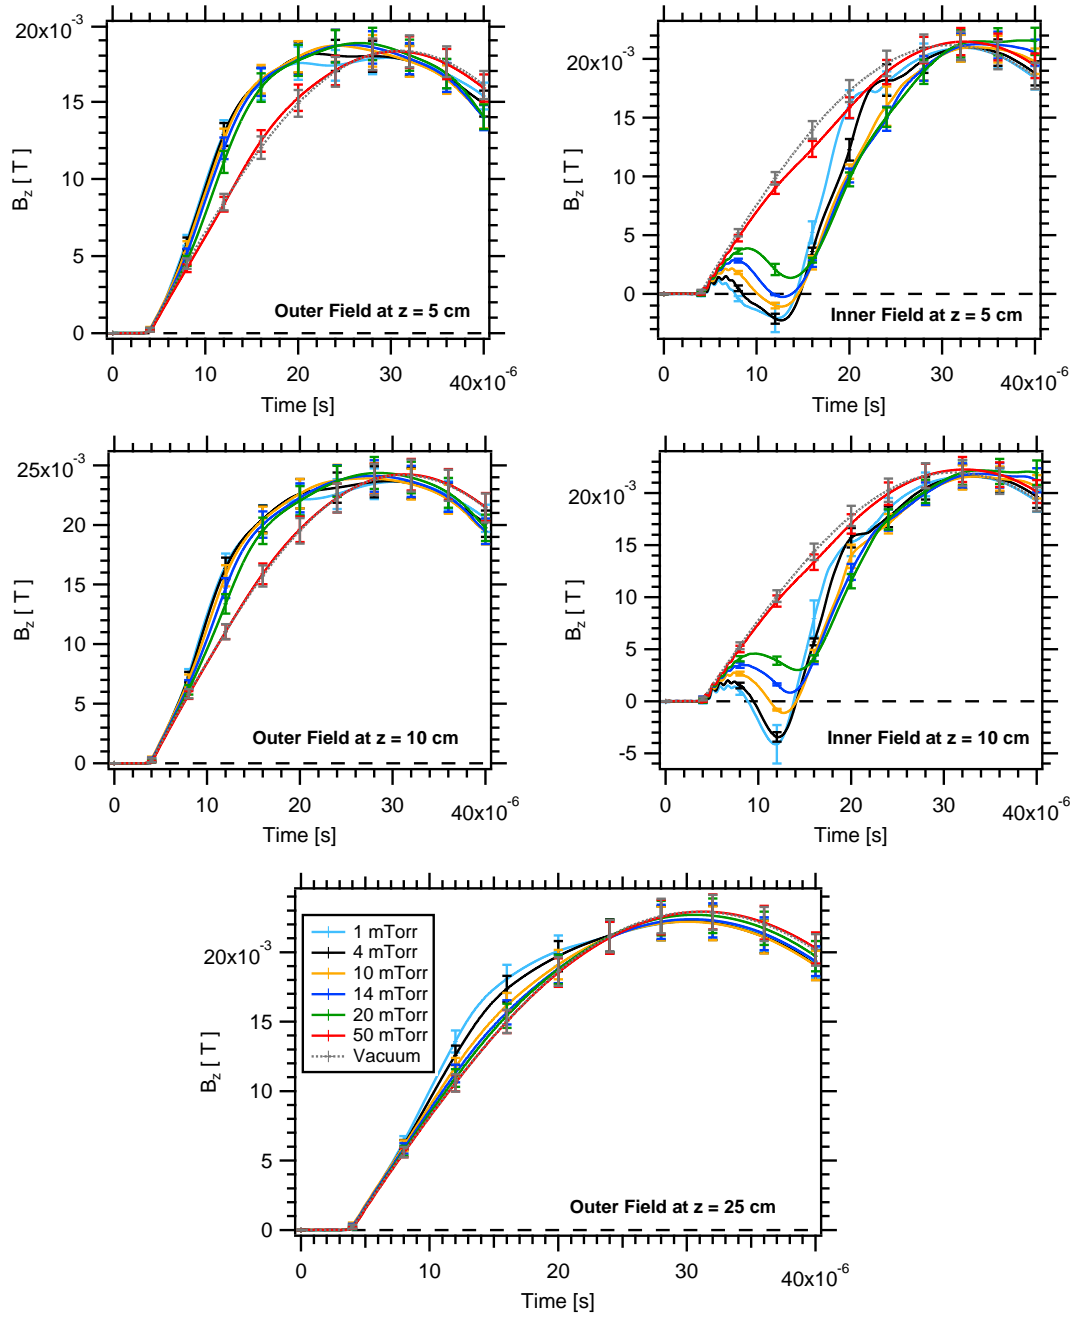 20x10-3
15
10
5
0
Bz [ T ]
Outer Field at z = 5 cm
0
10
20
30
40x10-6
Time [s]
20x10-3
15
10
5
0
Bz [ T ]
Inner Field at z = 5 cm
0
10
20
30
40x10-6
Time [s]
25x10-3
20
15
10
5
0
Bz [ T ]
Outer Field at z = 10 cm
0
10
20
30
40x10-6
Time [s]
20x10-3
15
10
5
0
-5
Bz [ T ]
Inner Field at z = 10 cm
0
10
20
30
40x10-6
Time [s]
20x10-3
15
10
5
0
Bz [ T ]
1 mTorr
4 mTorr
10 mTorr
14 mTorr
20 mTorr
50 mTorr
Vacuum
Outer Field at z = 25 cm
0
10
20
30
40x10-6
Time [s]